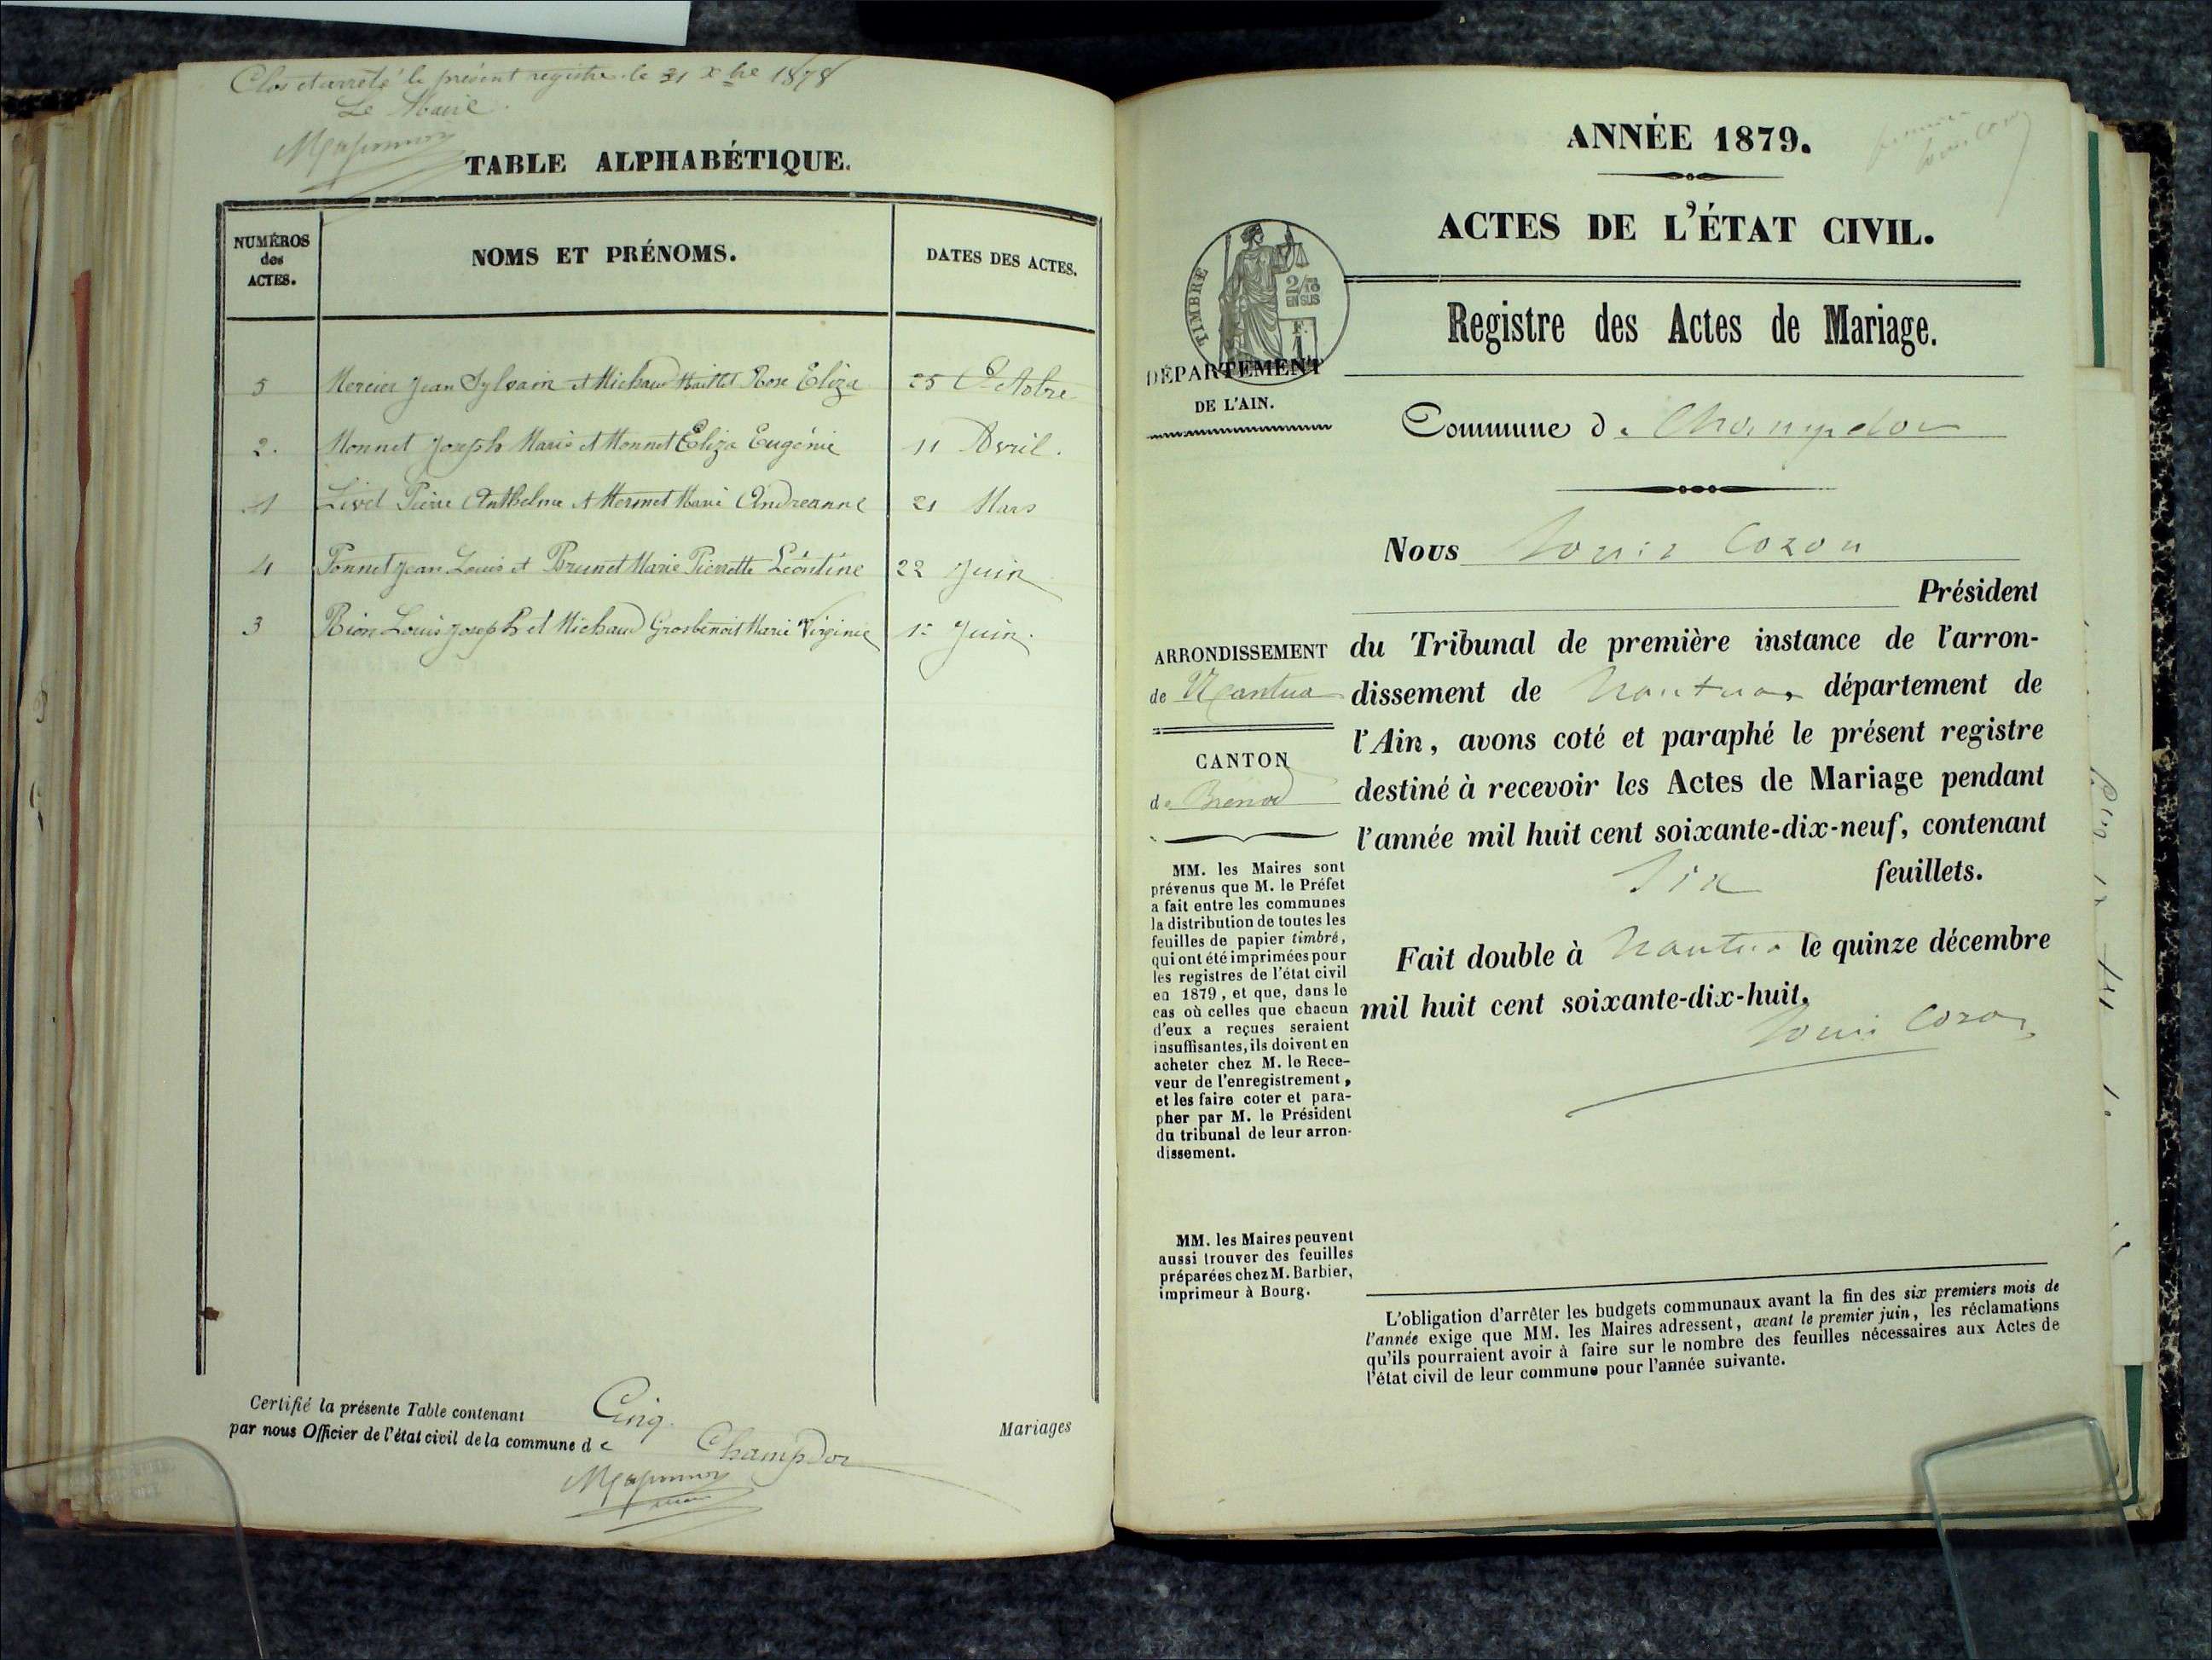 Clos et arrêté le présent registre le 31 Xbre 1878
Le Maire
TABLE ALPHABÉTIQUE.
NUMÉROS
des
ACTES.
NOMS ET PRÉNOMS.
DATES DES ACTES.
5 Mercier Jean Sylvain et Michaud Maillet Rose Eliza 25 Octobre
2. Monnet Joseph Marie et Monnet Eliza Eugénie 11 Avril.
1 Livet Pierre Anthelme et Mermet Marie Andréanne 21 Mars
4 Ponnet Jean Louis et Brunet Marie Pierrette Léontine 22 Juin
3 Rion Louis Joseph et Michaud Grosbenoit Marie Virginie 1er Juin.
Certifié la présente Table contenant Cinq. Mariages
par nous Officier de l'état civil de la commune de Champdor
ANNÉE 1879.
ACTES DE L'ÉTAT CIVIL.
TIMBRE
2/10
EN SUS
F.
1
Registre des Actes de Mariage.
DÉPARTEMENT
DE L'AIN.
Commune de Champdor
Nous Louis Cozon
Président
ARRONDISSEMENT
de Nantua
CANTON
de Brenod
du Tribunal de première instance de l'arron-
dissement de Nantua, département de
l'Ain, avons coté et paraphé le présent registre
destiné à recevoir les Actes de Mariage pendant
l'année mil huit cent soixante-dix-neuf, contenant
Six feuillets.
Fait double à Nantua le quinze décembre
mil huit cent soixante-dix-huit.
Louis Cozon
MM. les Maires sont
prévenus que M. le Préfet
a fait entre les communes
la distribution de toutes les
feuilles de papier timbré,
qui ont été imprimées pour
les registres de l'état civil
en 1879, et que, dans le
cas où celles que chacun
d'eux a reçues seraient
insuffisantes, ils doivent en
acheter chez M. le Rece-
veur de l'enregistrement,
et les faire coter et para-
pher par M. le Président
du tribunal de leur arron-
dissement.
MM. les Maires peuvent
aussi trouver des feuilles
préparées chez M. Barbier,
imprimeur à Bourg.
L'obligation d'arrêter les budgets communaux avant la fin des six premiers mois de
l'année exige que MM. les Maires adressent, avant le premier juin, les réclamations
qu'ils pourraient avoir à faire sur le nombre des feuilles nécessaires aux Actes de
l'état civil de leur commune pour l'année suivante.